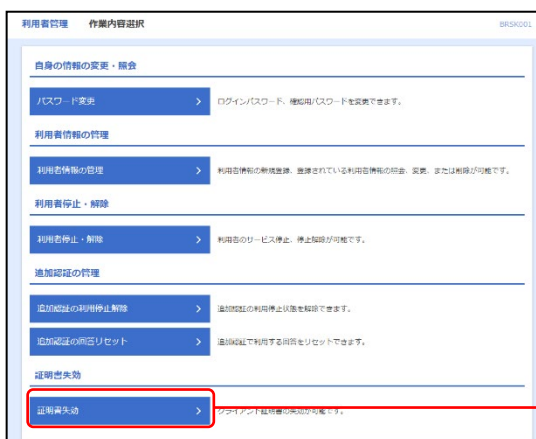 利用者管理 作業内容選択 BRSK001
自身の情報の変更・照会
パスワード変更 ログインパスワード、確認用パスワードを変更できます。
利用者情報の管理
利用者情報の管理 利用者情報の新規登録、登録されている利用者情報の照会、変更、または削除が可能です。
利用者停止・解除
利用者停止・解除 利用者のサービス停止、停止解除が可能です。
追加認証の管理
追加認証の利用停止解除 追加認証の利用停止状態を解除できます。
追加認証の回答リセット 追加認証で利用する回答をリセットできます。
証明書失効
証明書失効 クライアント証明書の失効が可能です。